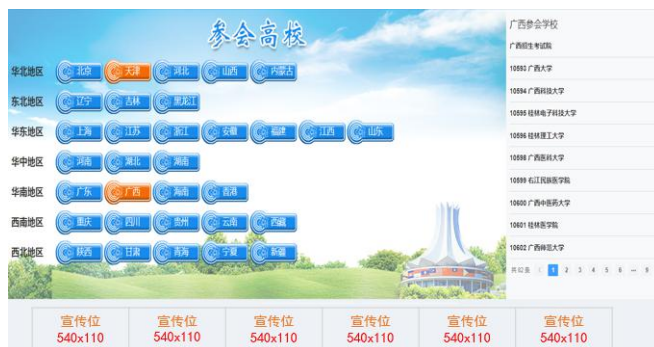 参会高校
华北地区 北京 天津 河北 山西 内蒙古
东北地区 辽宁 吉林 黑龙江
华东地区 上海 江苏 浙江 安徽 福建 江西 山东
华中地区 河南 湖北 湖南
华南地区 广东 广西 海南 香港
西南地区 重庆 四川 贵州 云南 西藏
西北地区 陕西 甘肃 青海 宁夏 新疆
广西参会学校
广西招生考试院
10593 广西大学
10594 广西科技大学
10595 桂林电子科技大学
10596 桂林理工大学
10598 广西医科大学
10599 右江民族医学院
10600 广西中医药大学
10601 桂林医学院
10602 广西师范大学
1 2 3 4 5 6 ... 9
宣传位 宣传位 宣传位 宣传位 宣传位 宣传位
540x110 540x110 540x110 540x110 540x110 540x110